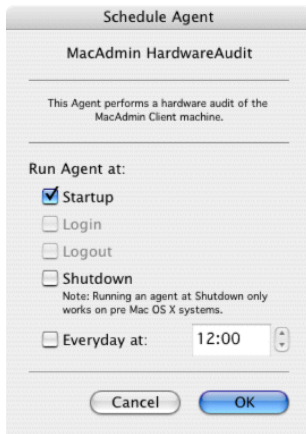 Schedule Agent
MacAdmin HardwareAudit
This Agent performs a hardware audit of the
MacAdmin Client machine.
Run Agent at:
Startup
Login
Logout
Shutdown
Note: Running an agent at Shutdown only
works on pre Mac OS X systems.
Everyday at: 12:00
Cancel OK